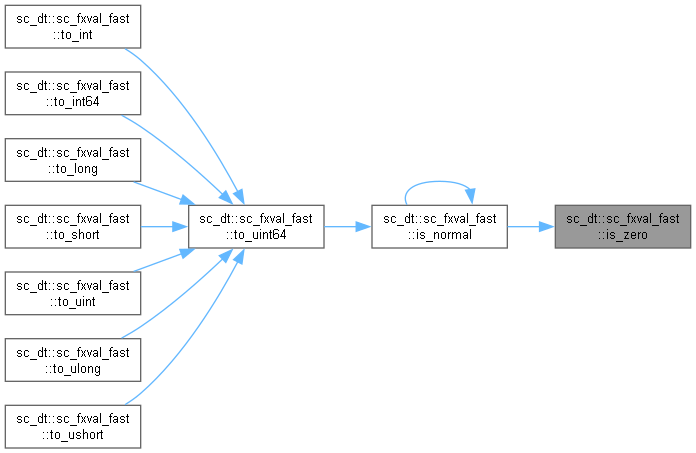 sc_dt::sc_fxval_fast
::to_int
sc_dt::sc_fxval_fast
::to_int64
sc_dt::sc_fxval_fast
::to_long
sc_dt::sc_fxval_fast
::to_short
sc_dt::sc_fxval_fast
::to_uint
sc_dt::sc_fxval_fast
::to_ulong
sc_dt::sc_fxval_fast
::to_ushort
sc_dt::sc_fxval_fast
::to_uint64
sc_dt::sc_fxval_fast
::is_normal
sc_dt::sc_fxval_fast
::is_zero